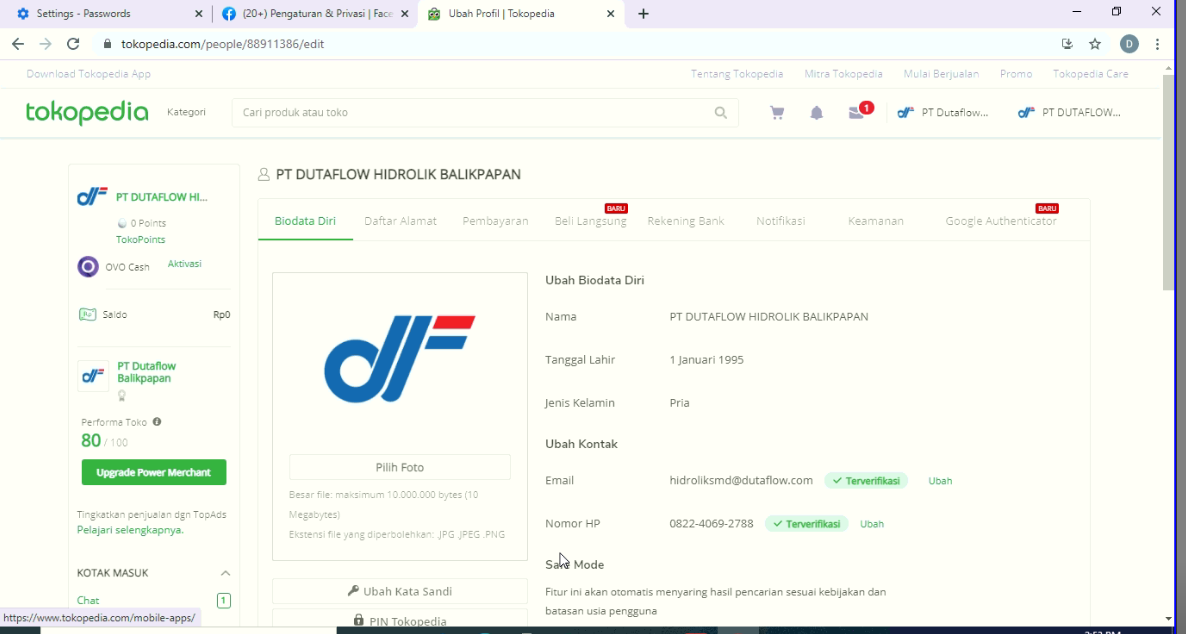 Settings - Passwords
(20+) Pengaturan & Privasi | Face
Ubah Profil | Tokopedia
tokopedia.com/people/88911386/edit
D
Download Tokopedia App
Tentang Tokopedia Mitra Tokopedia Mulai Berjualan Promo Tokopedia Care
tokopedia Kategori Cari produk atau toko 1 PT Dutaflow... PT DUTAFLOW...
PT DUTAFLOW HI...
0 Points
TokoPoints
OVO Cash Aktivasi
Saldo Rp0
PT Dutaflow
Balikpapan
Performa Toko
80 / 100
Upgrade Power Merchant
Tingkatkan penjualan dgn TopAds
Pelajari selengkapnya.
KOTAK MASUK
Chat 1
PT DUTAFLOW HIDROLIK BALIKPAPAN
BARU BARU
Biodata Diri Daftar Alamat Pembayaran Beli Langsung Rekening Bank Notifikasi Keamanan Google Authenticator
dF
Pilih Foto
Besar file: maksimum 10.000.000 bytes (10
Megabytes)
Ekstensi file yang diperbolehkan: .JPG .JPEG .PNG
Ubah Kata Sandi
PIN Tokopedia
Ubah Biodata Diri
Nama PT DUTAFLOW HIDROLIK BALIKPAPAN
Tanggal Lahir 1 Januari 1995
Jenis Kelamin Pria
Ubah Kontak
Email hidroliksmd@dutaflow.com Terverifikasi Ubah
Nomor HP 0822-4069-2788 Terverifikasi Ubah
Safe Mode
Fitur ini akan otomatis menyaring hasil pencarian sesuai kebijakan dan
batasan usia pengguna
https://www.tokopedia.com/mobile-apps/